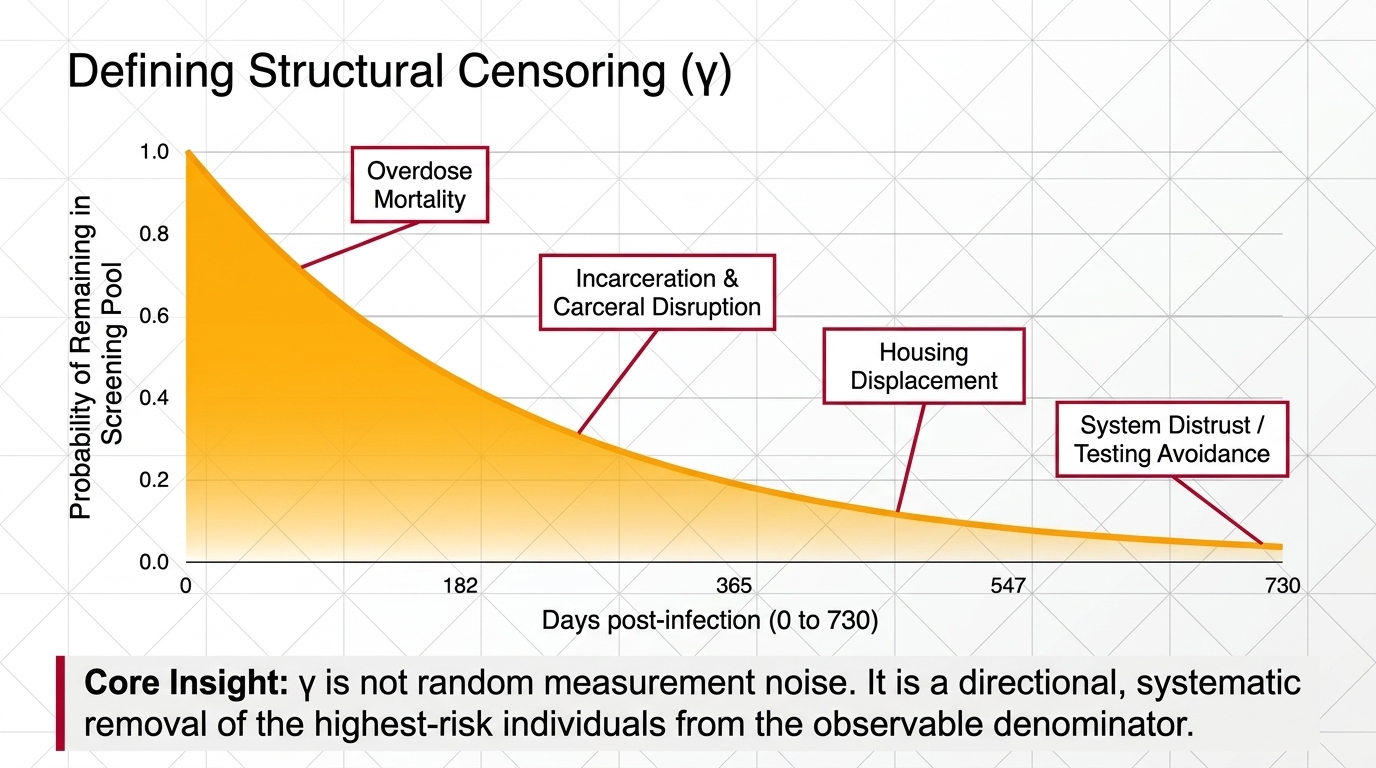 Defining Structural Censoring (γ)
Probability of Remaining in
Screening Pool
1.0
0.8
0.6
0.4
0.2
0.0
Overdose
Mortality
Incarceration &
Carceral Disruption
Housing
Displacement
System Distrust /
Testing Avoidance
0
182
365
547
730
Days post-infection (0 to 730)
Core Insight: γ is not random measurement noise. It is a directional, systematic
removal of the highest-risk individuals from the observable denominator.